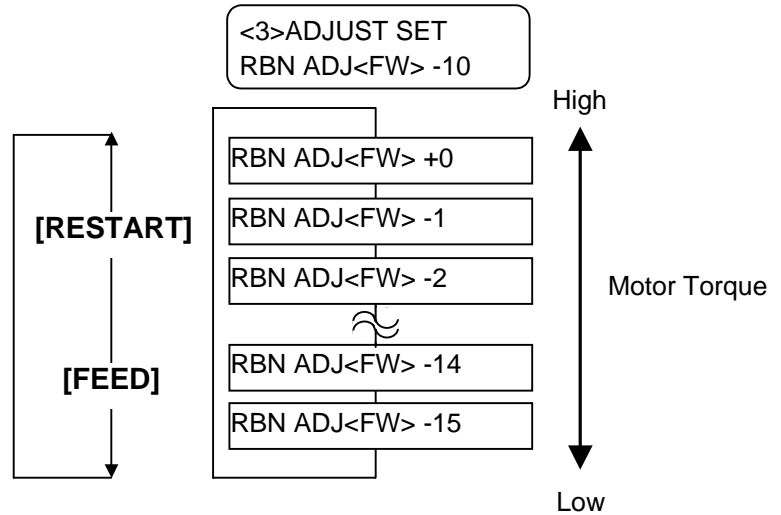 <3>ADJUST SET
RBN ADJ<FW> -10
High
RBN ADJ<FW> +0
[RESTART]
RBN ADJ<FW> -1
RBN ADJ<FW> -2
Motor Torque
[FEED]
RBN ADJ<FW> -14
RBN ADJ<FW> -15
Low